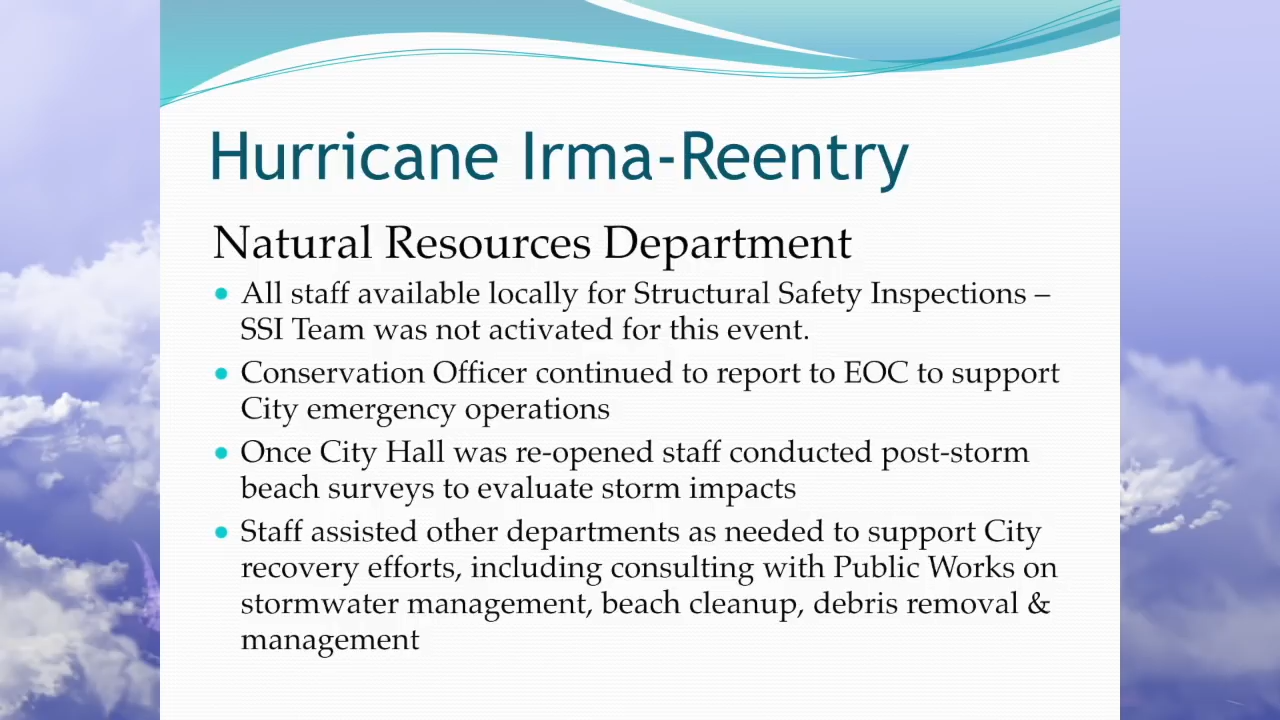 Hurricane Irma-Reentry
Natural Resources Department
• All staff available locally for Structural Safety Inspections –
SSI Team was not activated for this event.
• Conservation Officer continued to report to EOC to support
City emergency operations
• Once City Hall was re-opened staff conducted post-storm
beach surveys to evaluate storm impacts
• Staff assisted other departments as needed to support City
recovery efforts, including consulting with Public Works on
stormwater management, beach cleanup, debris removal &
management